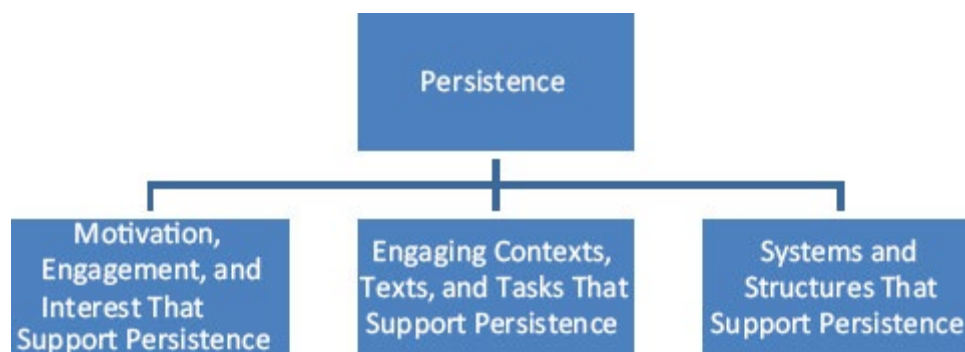 Persistence
Motivation,
Engagement, and
Interest That
Support Persistence
Engaging Contexts,
Texts, and Tasks That
Support Persistence
Systems and
Structures That
Support Persistence